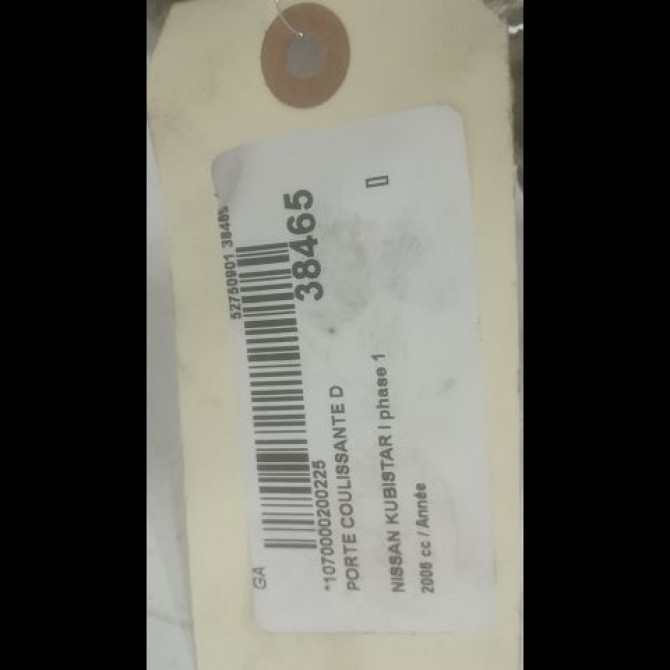 GA
52750901 38465
38465
*1070000200225
PORTE COULISSANTE D
NISSAN KUBISTAR I phase 1
[]
2006 cc / Année